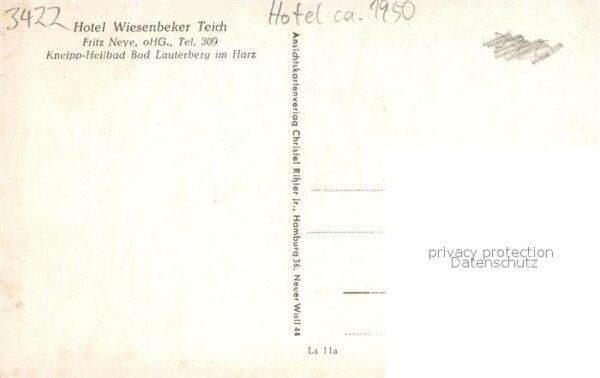 3422
Hotel ca. 1950
Hotel Wiesenbeker Teich
Fritz Neye, oHG., Tel. 309
Kneipp-Heilbad Bad Lauterberg im Harz
Ansichtskartenverlag Christel Rißler jr., Hamburg 36, Neuer Wall 44
privacy protection
Datenschutz
La 11a